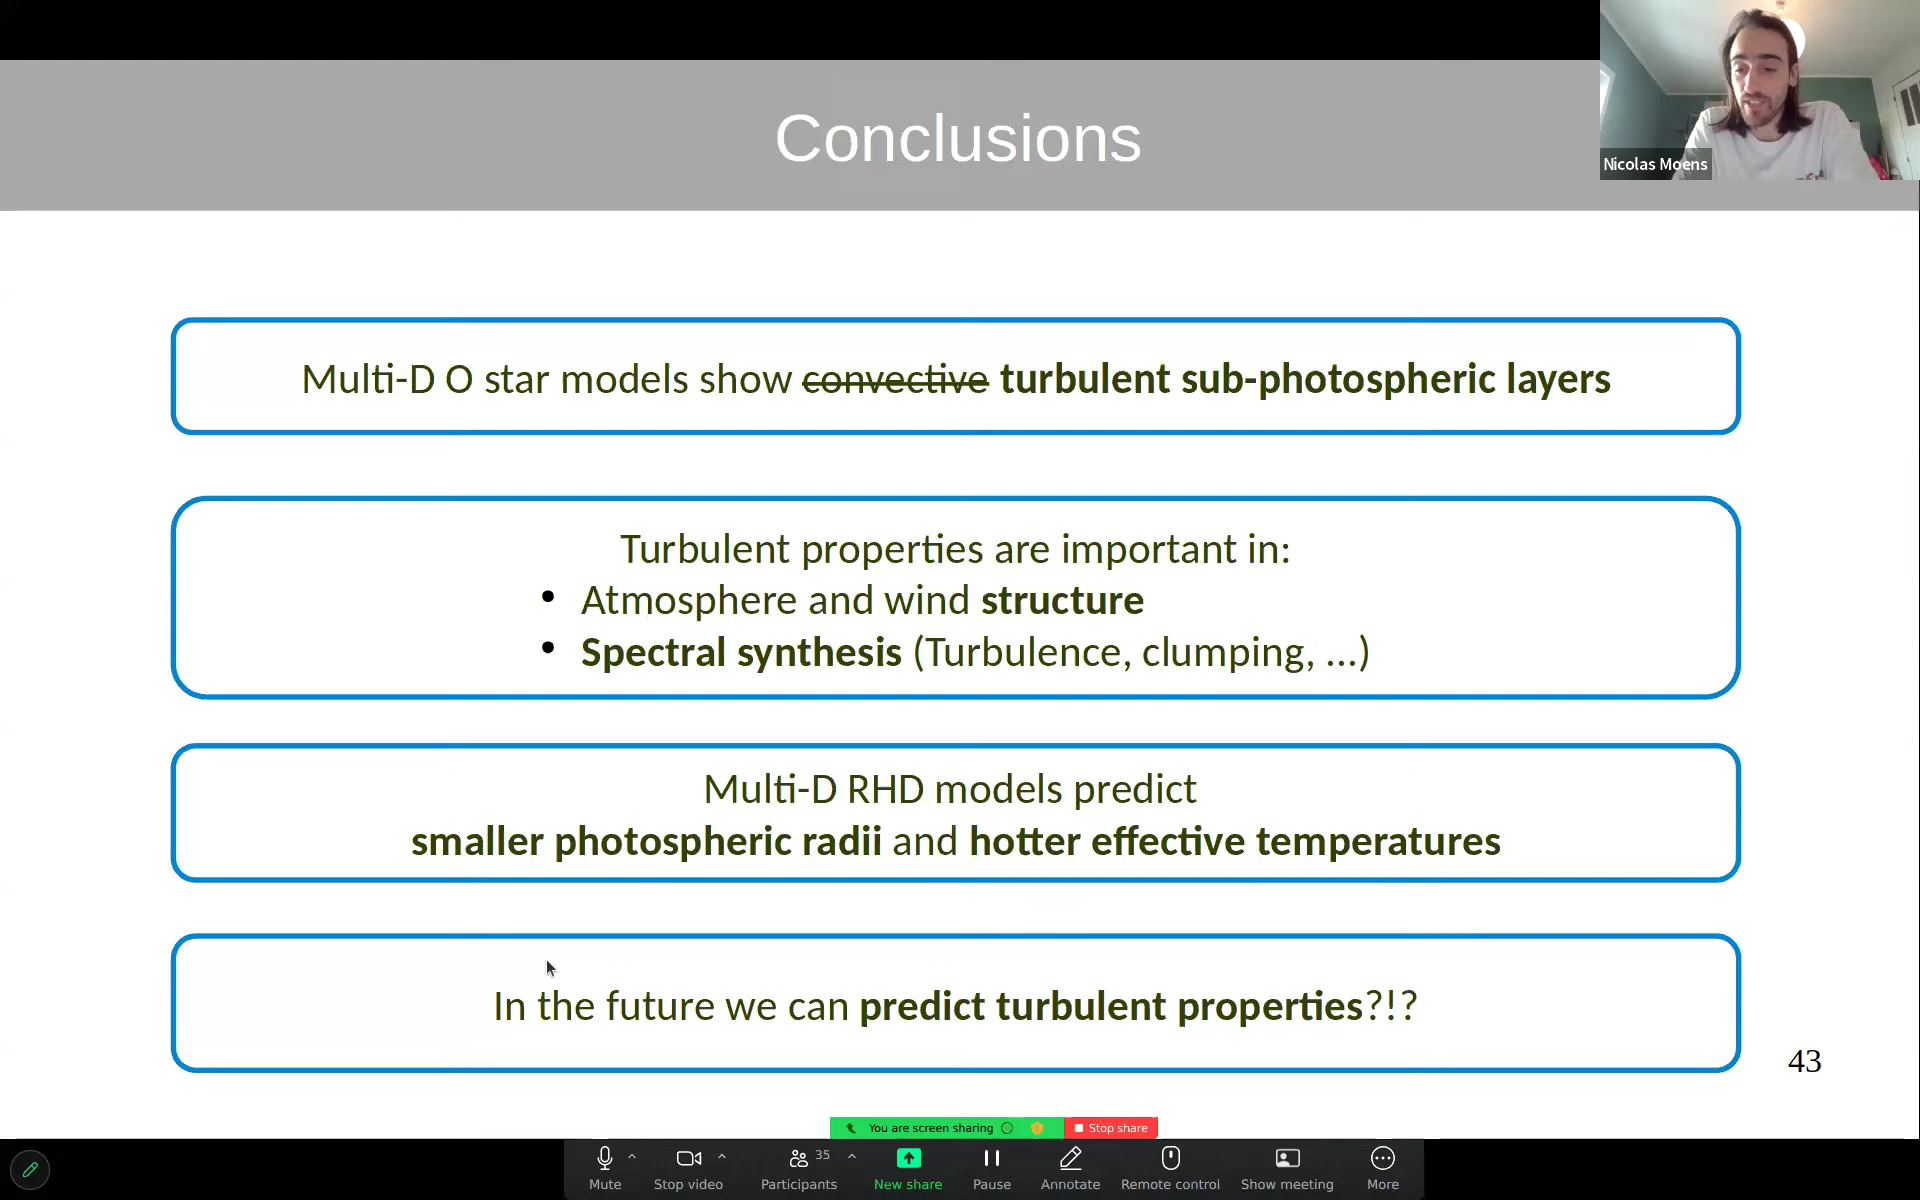 Conclusions
Nicolas Moens
Multi-D O star models show convective turbulent sub-photospheric layers
Turbulent properties are important in:
• Atmosphere and wind structure
• Spectral synthesis (Turbulence, clumping, ...)
Multi-D RHD models predict
smaller photospheric radii and hotter effective temperatures
In the future we can predict turbulent properties?!?
43
You are screen sharing
Stop share
35
Mute
Stop video
Participants
New share
Pause
Annotate
Remote control
Show meeting
More